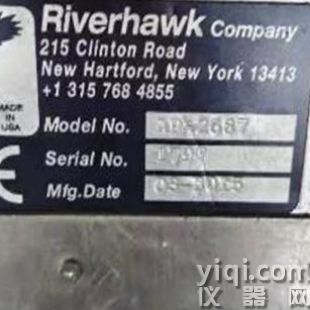 Riverhawk Company
215 Clinton Road
New Hartford, New York 13413
+1 315 768 4855
MADE
IN
USA
Model No.
Serial No.
CE
Mfg.Date
yiqi.com
仪器网